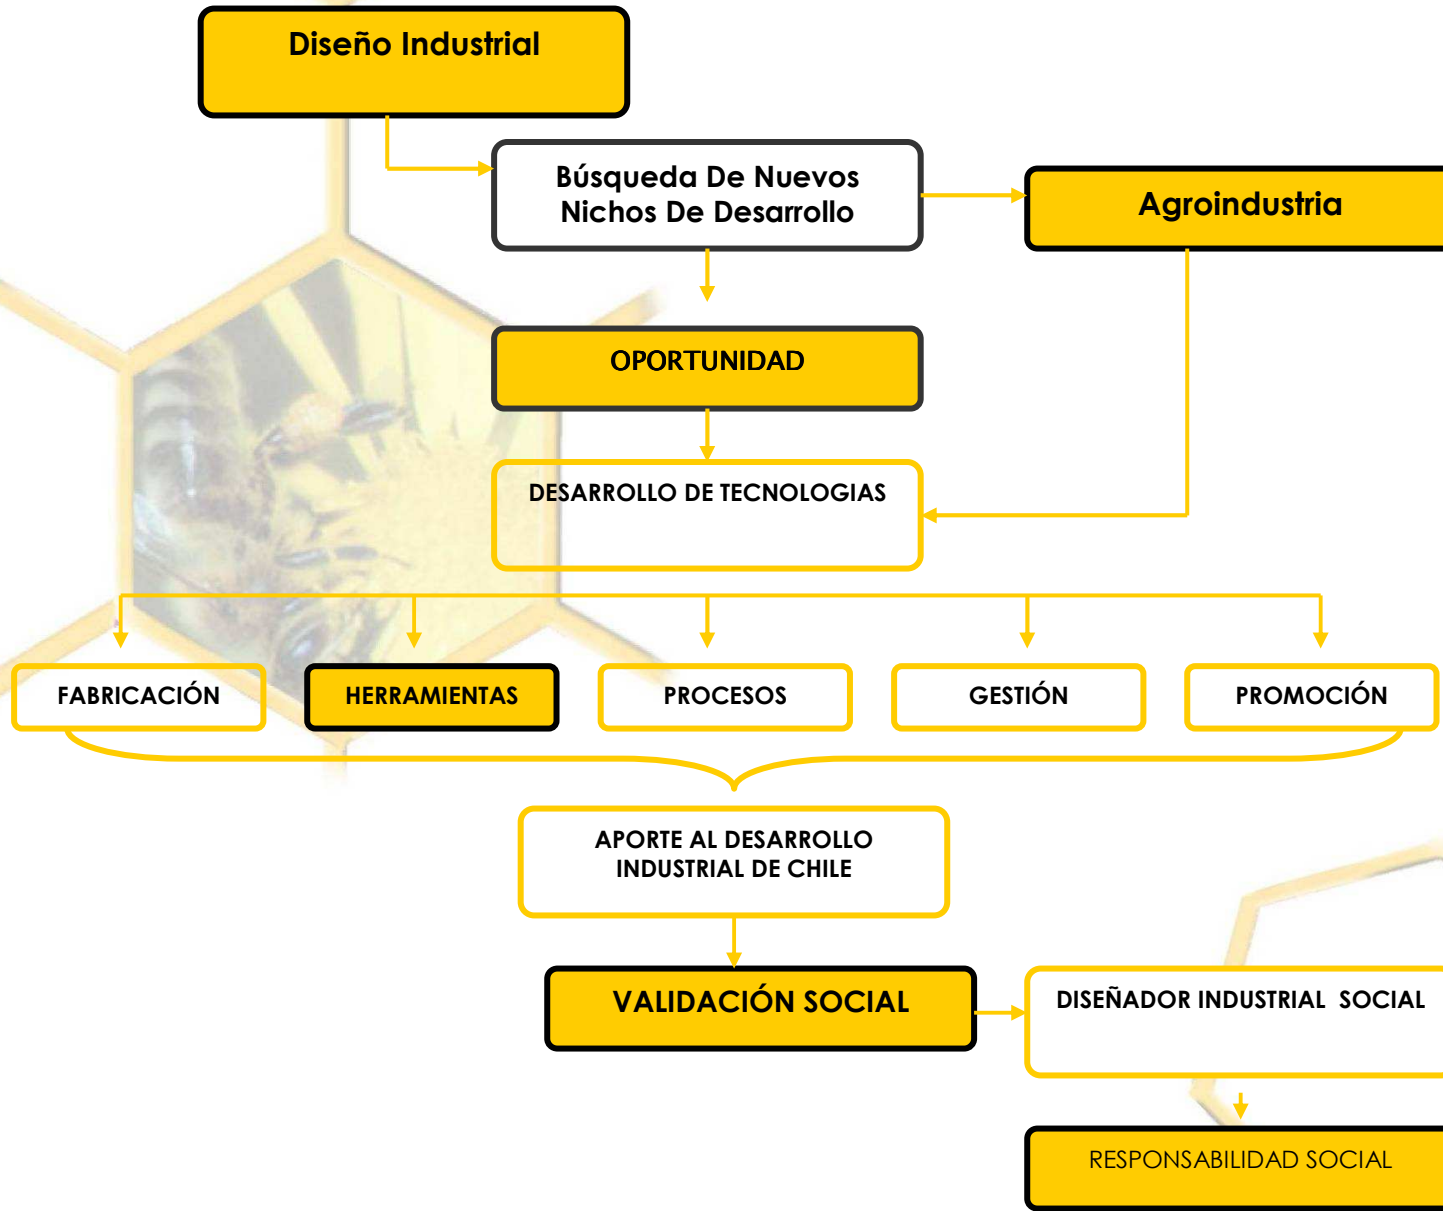 Diseño Industrial
Búsqueda De Nuevos
Nichos De Desarrollo
Agroindustria
OPORTUNIDAD
DESARROLLO DE TECNOLOGIAS
FABRICACIÓN
HERRAMIENTAS
PROCESOS
GESTIÓN
PROMOCIÓN
APORTE AL DESARROLLO
INDUSTRIAL DE CHILE
VALIDACIÓN SOCIAL
DISEÑADOR INDUSTRIAL  SOCIAL
RESPONSABILIDAD SOCIAL